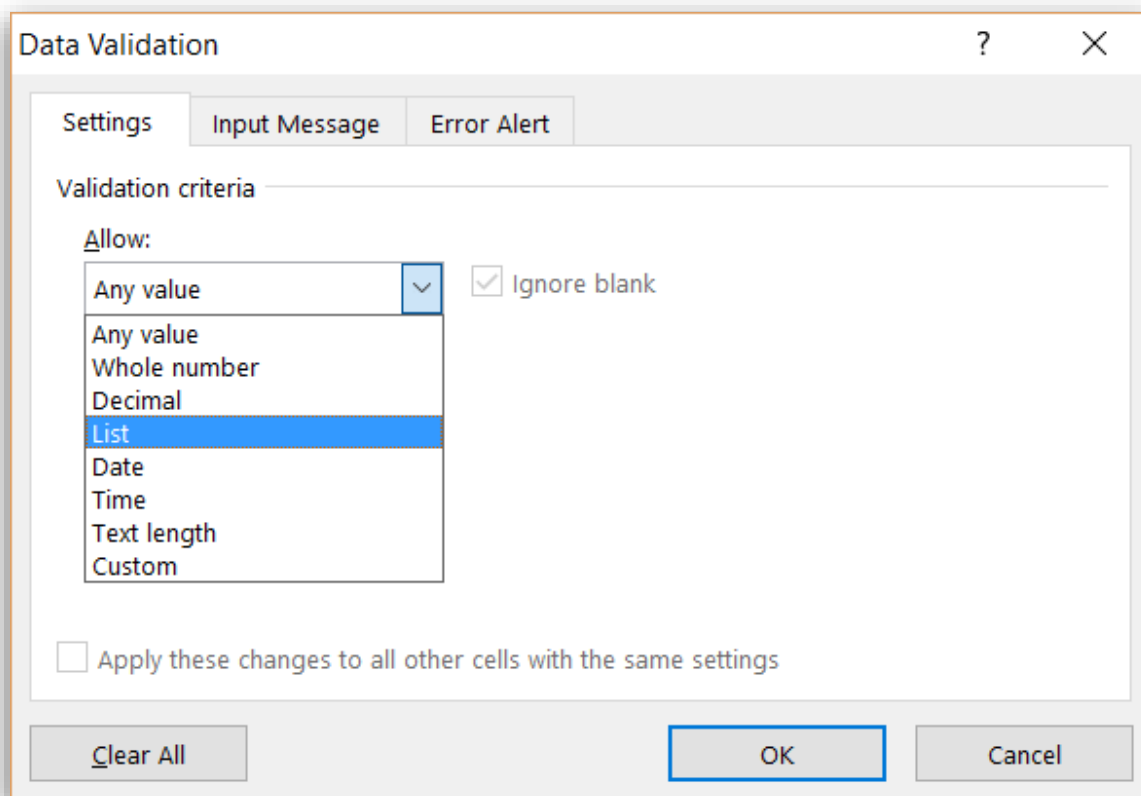 Data Validation ? ×
Settings Input Message Error Alert
Validation criteria
Allow:
Any value Ignore blank
Any value
Whole number
Decimal
List
Date
Time
Text length
Custom
Apply these changes to all other cells with the same settings
Clear All OK Cancel